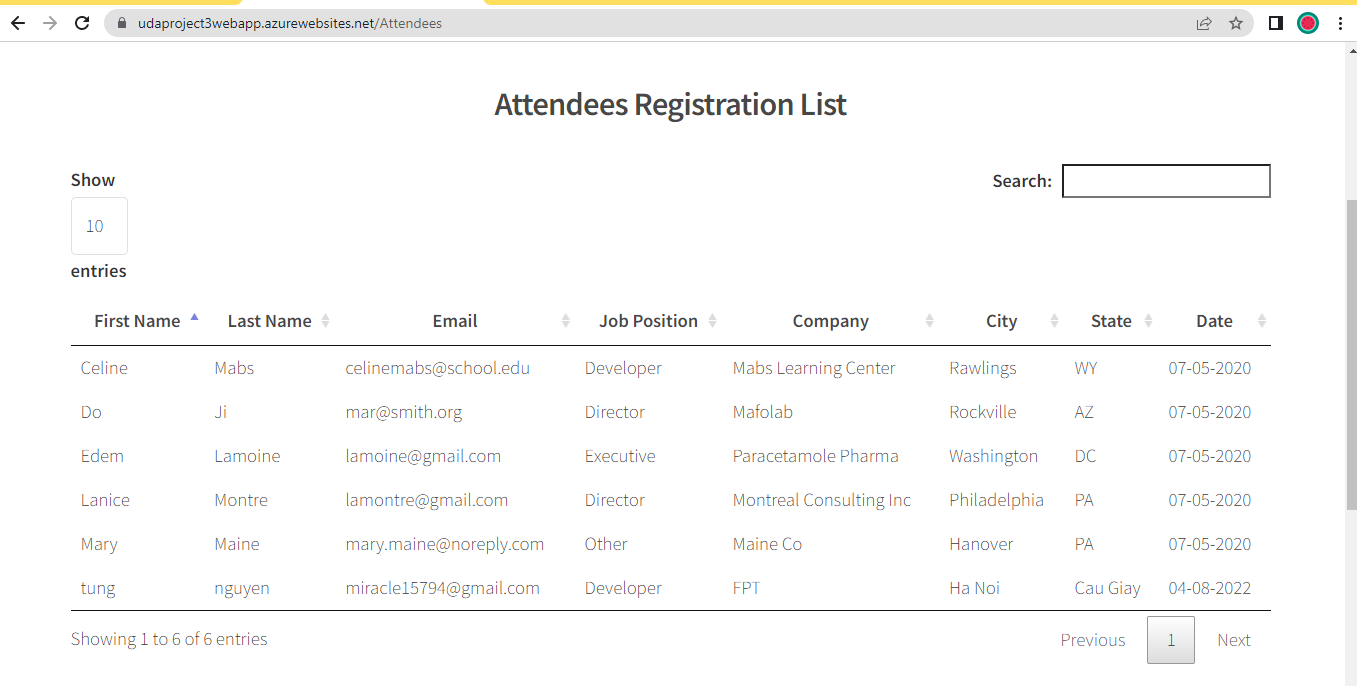 udaproject3webapp.azurewebsites.net/Attendees
Attendees Registration List
Show
10
entries
Search:
First Name Last Name Email Job Position Company City State Date
Celine Mabs celinemabs@school.edu Developer Mabs Learning Center Rawlings WY 07-05-2020
Do Ji mar@smith.org Director Mafolab Rockville AZ 07-05-2020
Edem Lamoine lamoine@gmail.com Executive Paracetamole Pharma Washington DC 07-05-2020
Lanice Montre lamontre@gmail.com Director Montreal Consulting Inc Philadelphia PA 07-05-2020
Mary Maine mary.maine@noreply.com Other Maine Co Hanover PA 07-05-2020
tung nguyen miracle15794@gmail.com Developer FPT Ha Noi Cau Giay 04-08-2022
Showing 1 to 6 of 6 entries
Previous 1 Next